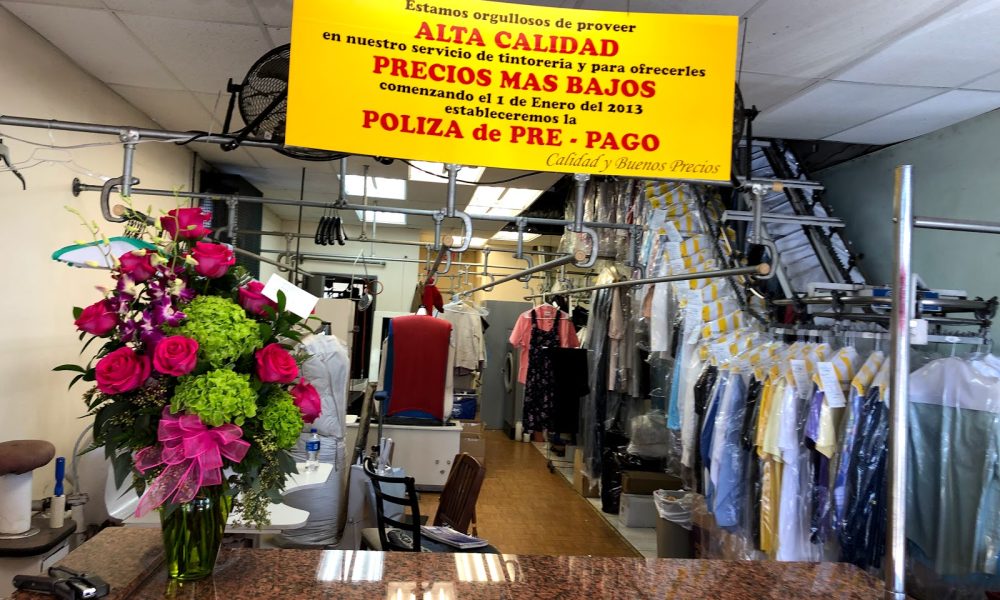 Estamos orgullosos de proveer
ALTA CALIDAD
en nuestro servicio de tintoreria y para ofrecerles
PRECIOS MAS BAJOS
comenzando el 1 de Enero del 2013
estableceremos la
POLIZA de PRE - PAGO
Calidad y Buenos Precios